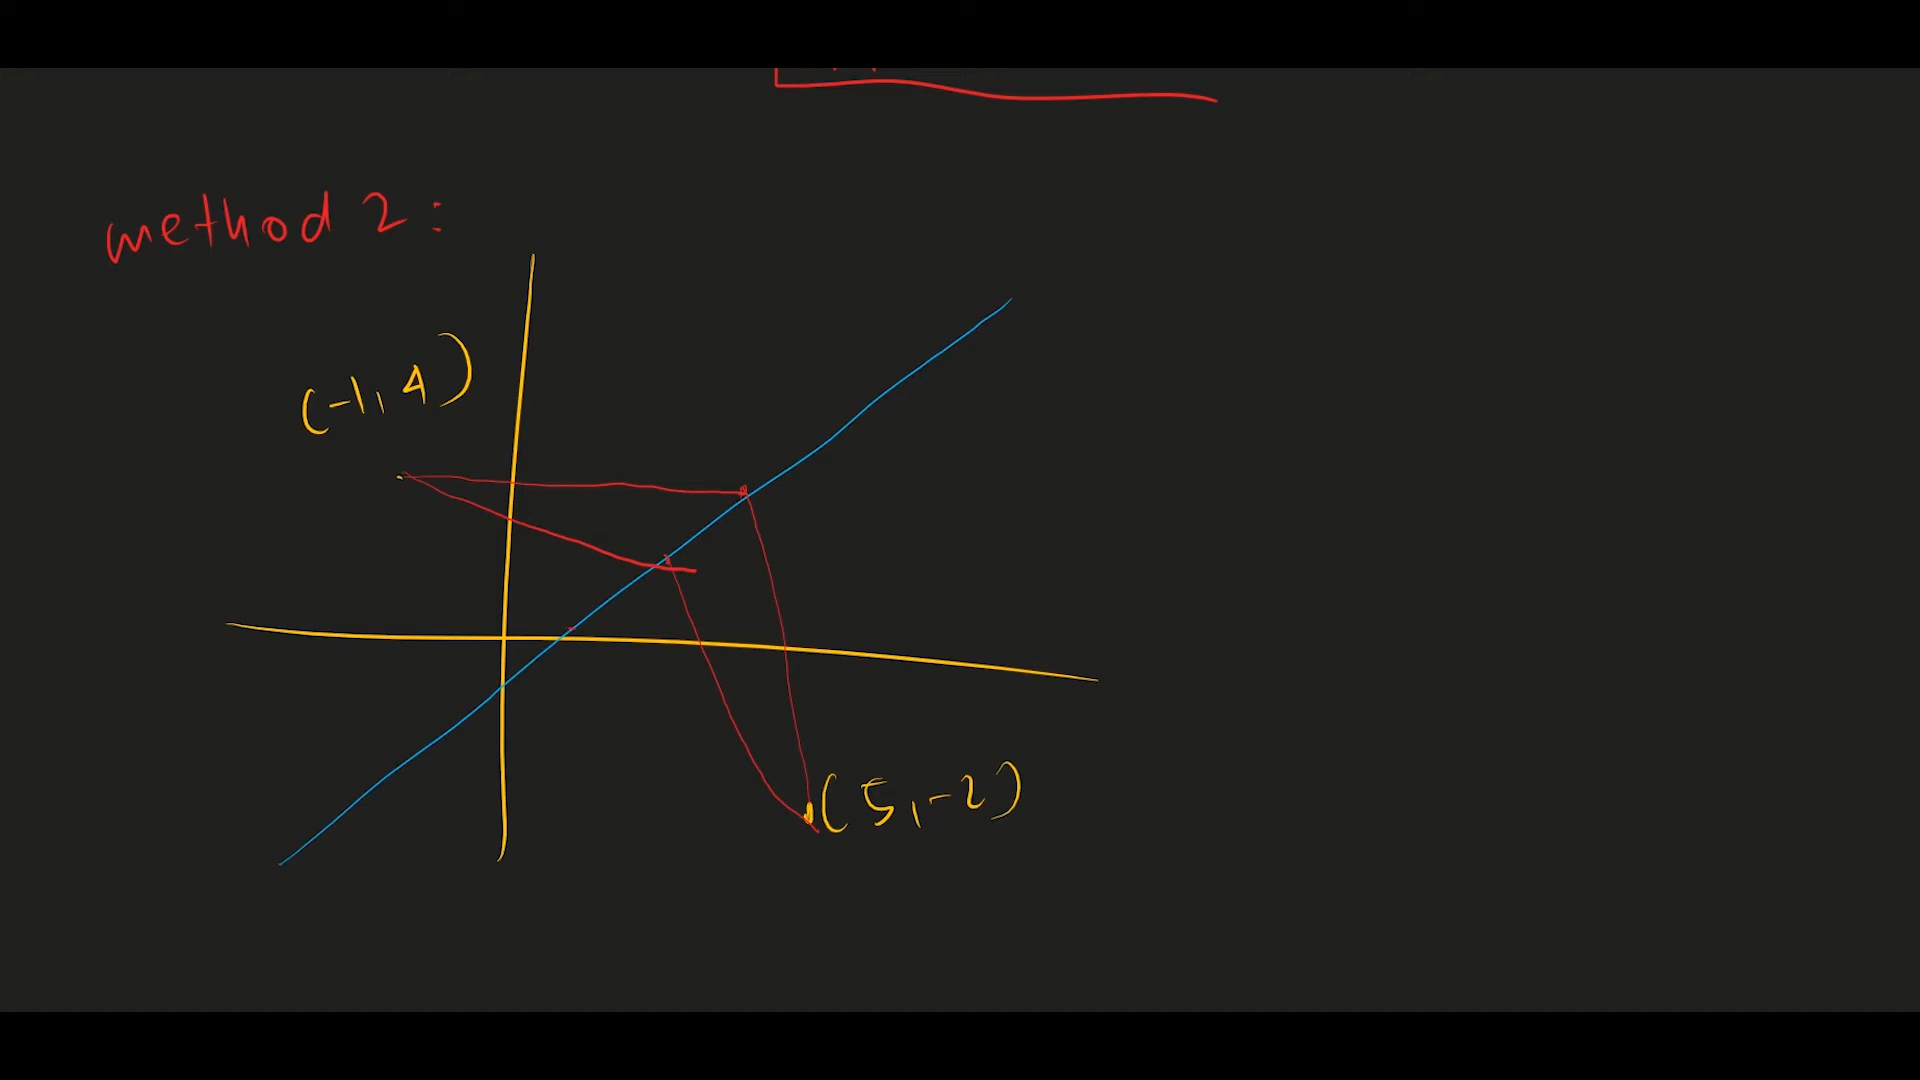 method 2:
(-1, 4)
(5, -2)